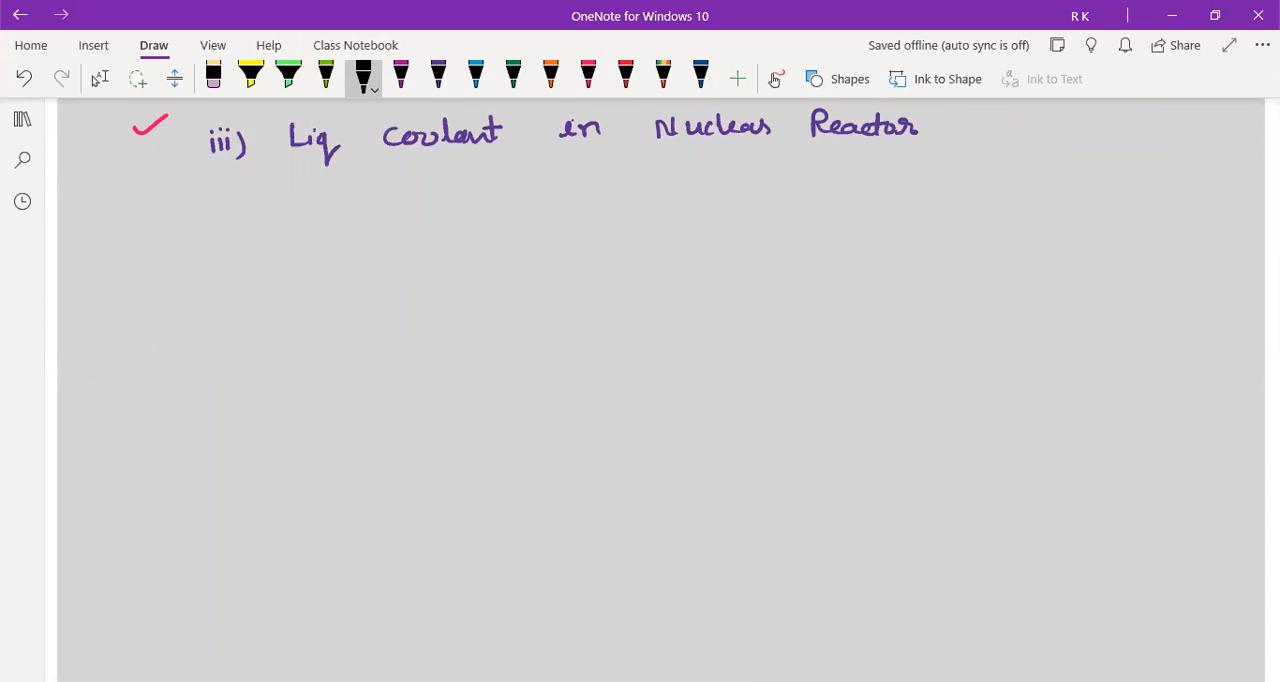 OneNote for Windows 10
R K
Home Insert Draw View Help Class Notebook
Saved offline (auto sync is off) Share
Shapes Ink to Shape Ink to Text
iii) Liq Coolant in Nuclear Reactor